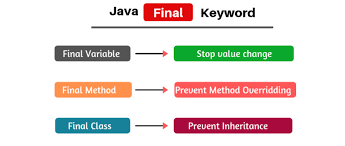 Java Final Keyword
Final Variable Stop value change
Final Method Prevent Method Overridding
Final Class Prevent Inheritance